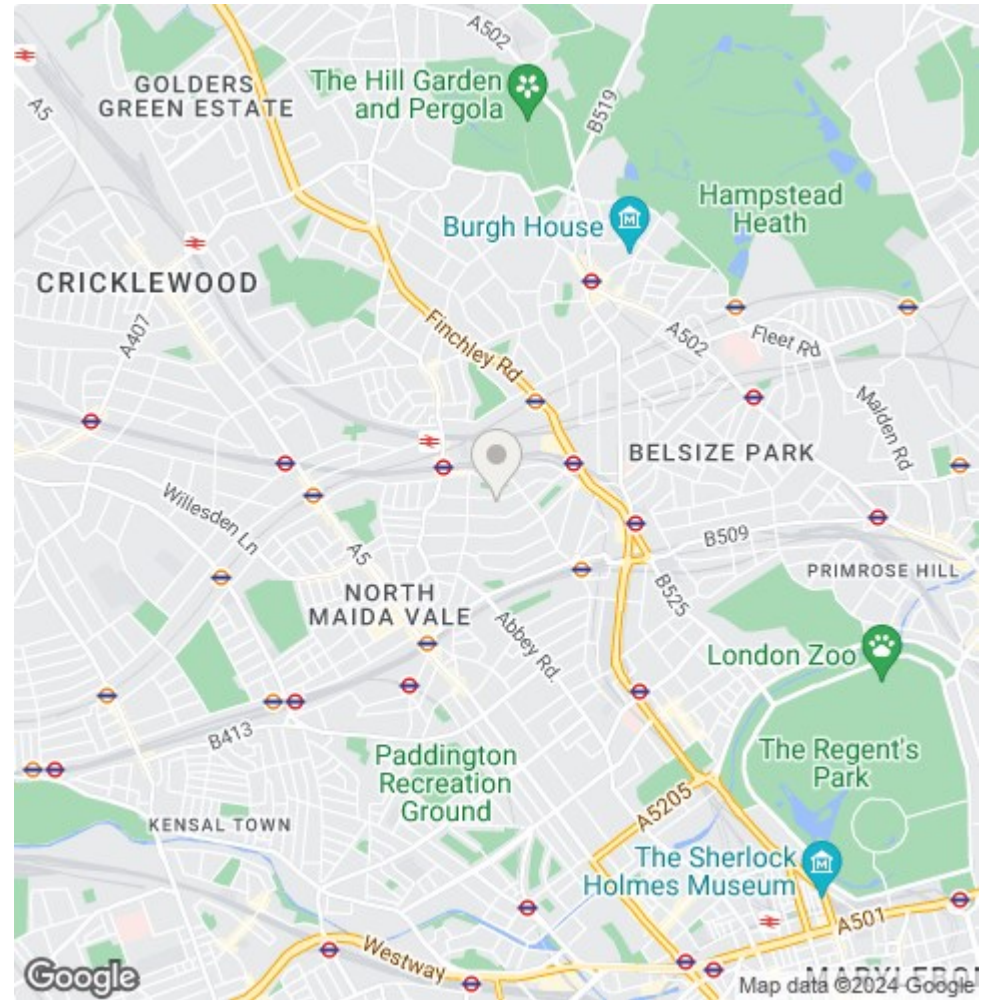 A502
GOLDERS
GREEN ESTATE
The Hill Garden
and Pergola
A5
B519
Hampstead
Heath
Burgh House
CRICKLEWOOD
A407
Finchley Rd
A502
Fleet Rd
Malden Rd
BELSIZE PARK
Willesden Ln
A5
B509
PRIMROSE HILL
B525
NORTH
MAIDA VALE
Abbey Rd.
London Zoo
B413
Paddington
Recreation
Ground
The Regent's
Park
A5205
KENSAL TOWN
The Sherlock
Holmes Museum
A501
Westway
Google
MARYLEBON
Map data ©2024 Google